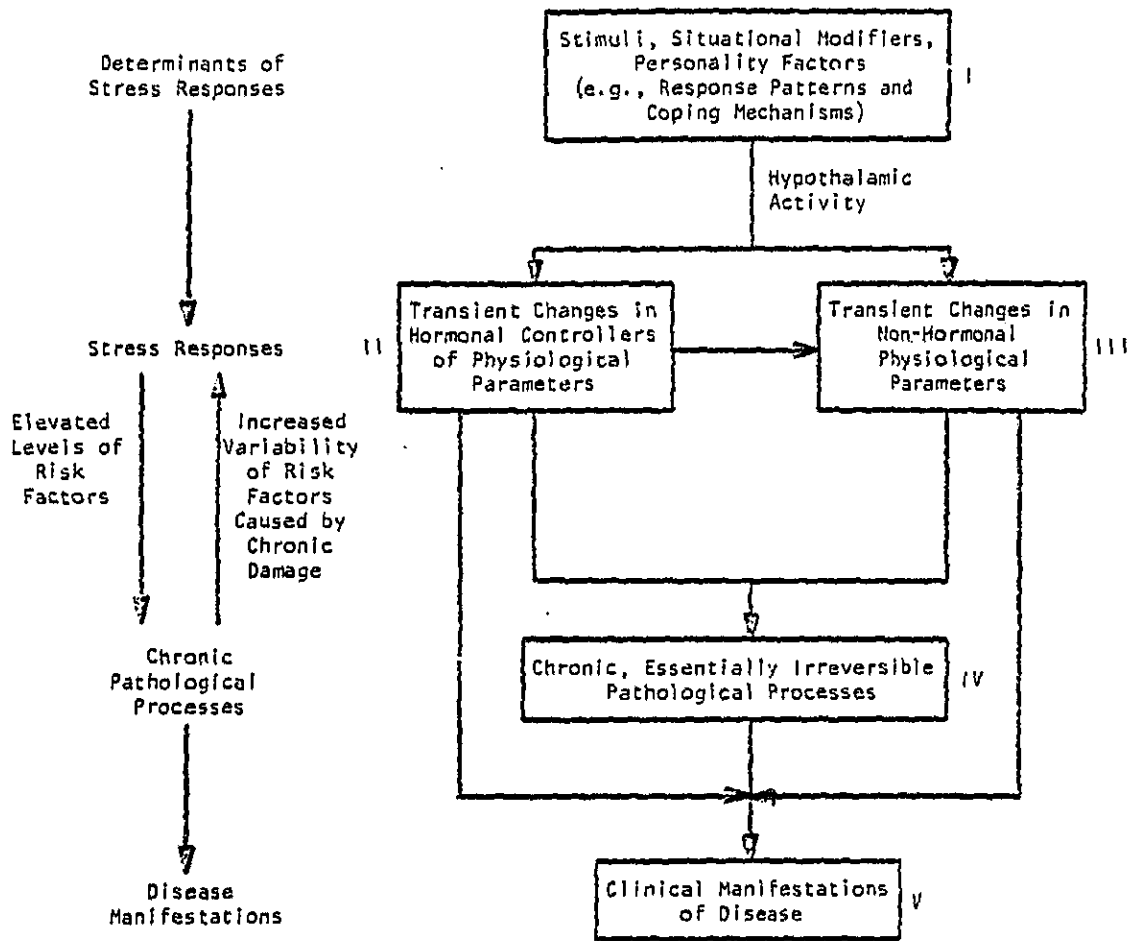 Determinants of
Stress Responses
Stress Responses
Elevated
Levels of
Risk
Factors
Increased
Variability
of Risk
Factors
Caused by
Chronic
Damage
Chronic
Pathological
Processes
Disease
Manifestations
Stimuli, Situational Modifiers,
Personality Factors
(e.g., Response Patterns and
Coping Mechanisms)
I
Hypothalamic
Activity
II
Transient Changes in
Hormonal Controllers
of Physiological
Parameters
Transient Changes in
Non-Hormonal
Physiological
Parameters
III
Chronic, Essentially Irreversible
Pathological Processes
IV
Clinical Manifestations
of Disease
V